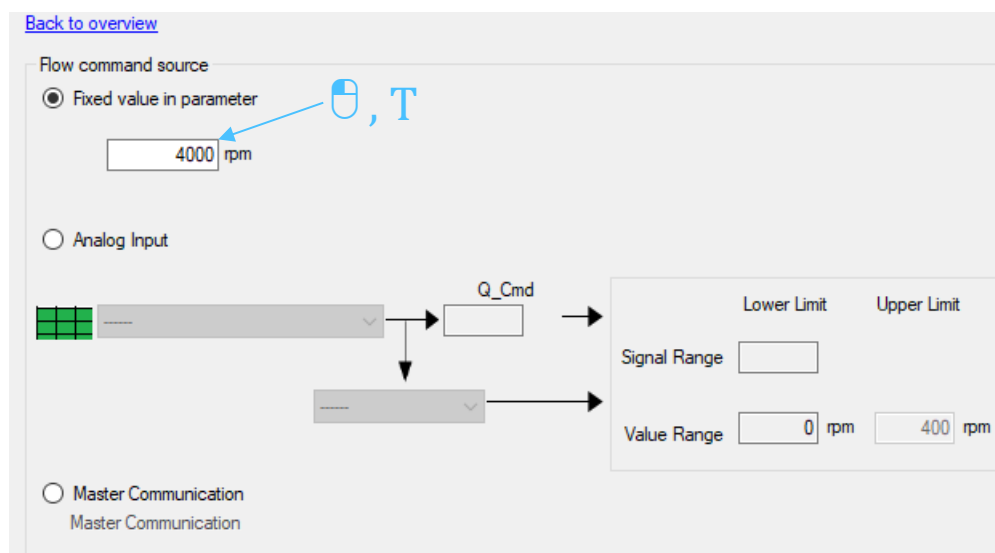 Back to overview
Flow command source
Fixed value in parameter
, T
4000 rpm
Analog Input
Q_Cmd
Lower Limit Upper Limit
------
Signal Range
------
Value Range 0 rpm 400 rpm
Master Communication
Master Communication